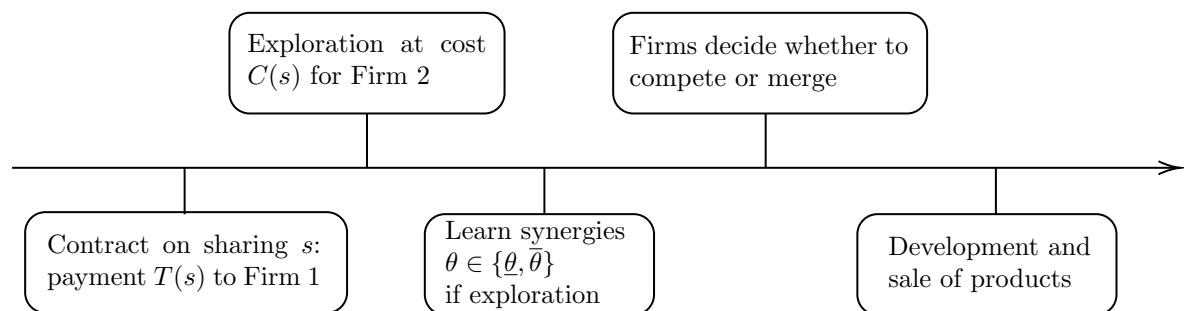 Exploration at cost
C(s) for Firm 2
Firms decide whether to
compete or merge
Contract on sharing s:
payment T(s) to Firm 1
Learn synergies
θ ∈ {θ̲, θ̅}
if exploration
Development and
sale of products